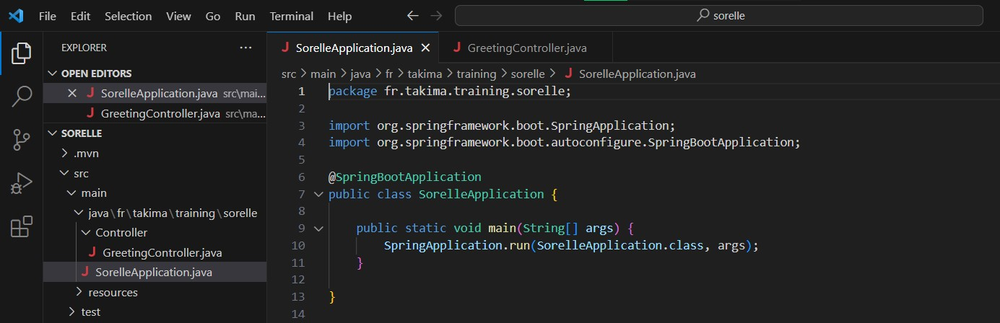 File Edit Selection View Go Run Terminal Help ← → sorelle
EXPLORER ···
SorelleApplication.java ×
GreetingController.java
OPEN EDITORS
× J SorelleApplication.java src\mai...
J GreetingController.java src\ma...
SORELLE
> .mvn
src
main
java\fr\takima\training\sorelle
Controller
J GreetingController.java
J SorelleApplication.java
> resources
> test
src > main > java > fr > takima > training > sorelle > J SorelleApplication.java
1 package fr.takima.training.sorelle;
2
3 import org.springframework.boot.SpringApplication;
4 import org.springframework.boot.autoconfigure.SpringBootApplication;
5
6 @SpringBootApplication
7 public class SorelleApplication {
8
9 public static void main(String[] args) {
10 SpringApplication.run(SorelleApplication.class, args);
11 }
12
13 }
14